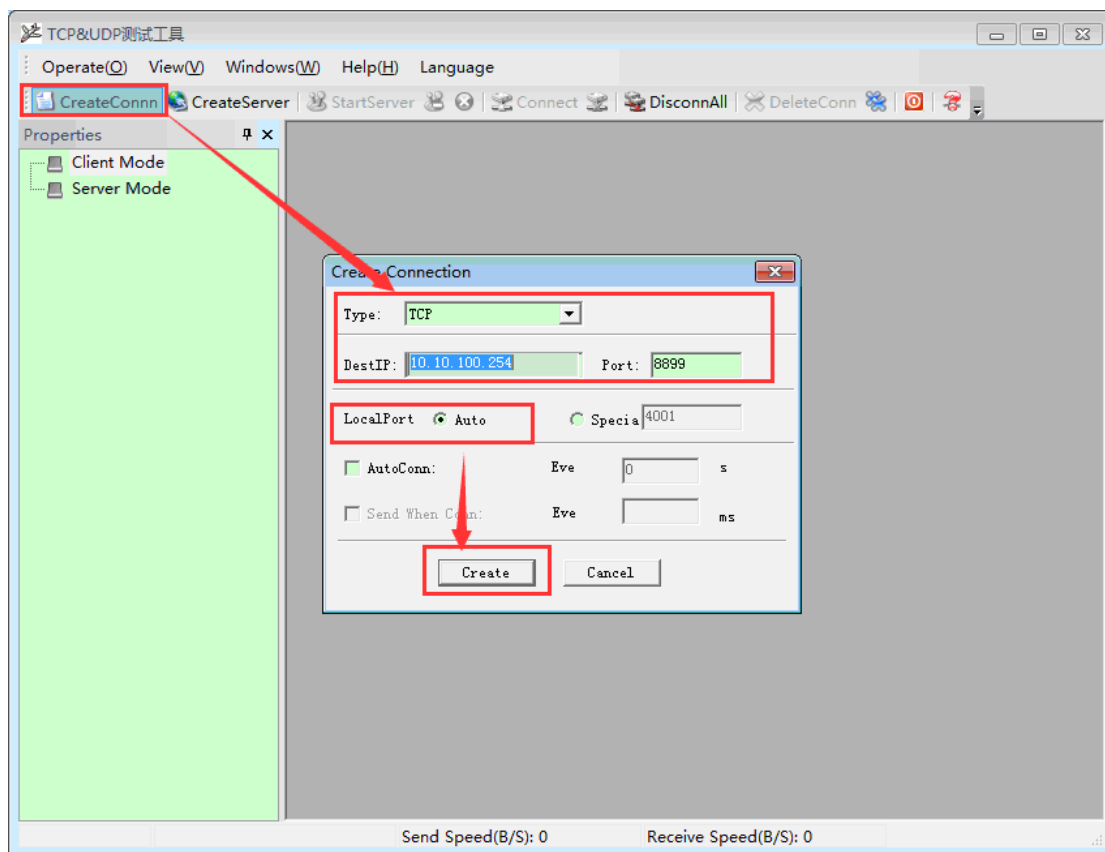 TCP&UDP测试工具
Operate(O) View(V) Windows(W) Help(H) Language
CreateConnn CreateServer StartServer Connect DisconnAll DeleteConn
Properties
Client Mode
Server Mode
Create Connection
Type: TCP
DestIP: 10.10.100.254 Port: 8899
LocalPort Auto Specia 4001
AutoConn: Eve 0 s
Send When Conn: Eve ms
Create Cancel
Send Speed(B/S): 0 Receive Speed(B/S): 0